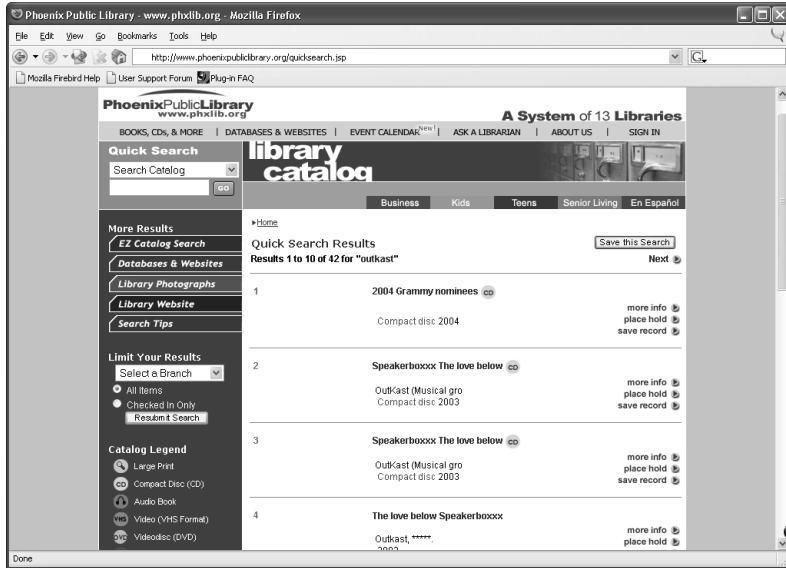 Phoenix Public Library - www.phxlib.org - Mozilla Firefox
File Edit View Go Bookmarks Tools Help
http://www.phoenixpubliclibrary.org/quicksearch.jsp
G
Mozilla Firebird Help User Support Forum Plug-in FAQ
PhoenixPublicLibrary
www.phxlib.org
A System of 13 Libraries
BOOKS, CDs, & MORE | DATABASES & WEBSITES | EVENT CALENDAR New! | ASK A LIBRARIAN | ABOUT US | SIGN IN
Quick Search
Search Catalog
GO
library
catalog
Business Kids Teens Senior Living En Español
More Results
EZ Catalog Search
Databases & Websites
Library Photographs
Library Website
Search Tips
Limit Your Results
Select a Branch
All Items
Checked In Only
Resubmit Search
Catalog Legend
Large Print
CD Compact Disc (CD)
Audio Book
VHS Video (VHS Format)
DVD Videodisc (DVD)
Home
Quick Search Results
Save this Search
Results 1 to 10 of 42 for "outkast"
Next
1 2004 Grammy nominees CD
Compact disc 2004
more info
place hold
save record
2 Speakerboxxx The love below CD
OutKast (Musical gro
Compact disc 2003
more info
place hold
save record
3 Speakerboxxx The love below CD
OutKast (Musical gro
Compact disc 2003
more info
place hold
save record
4 The love below Speakerboxxx
Outkast, *****.
more info
place hold
Done